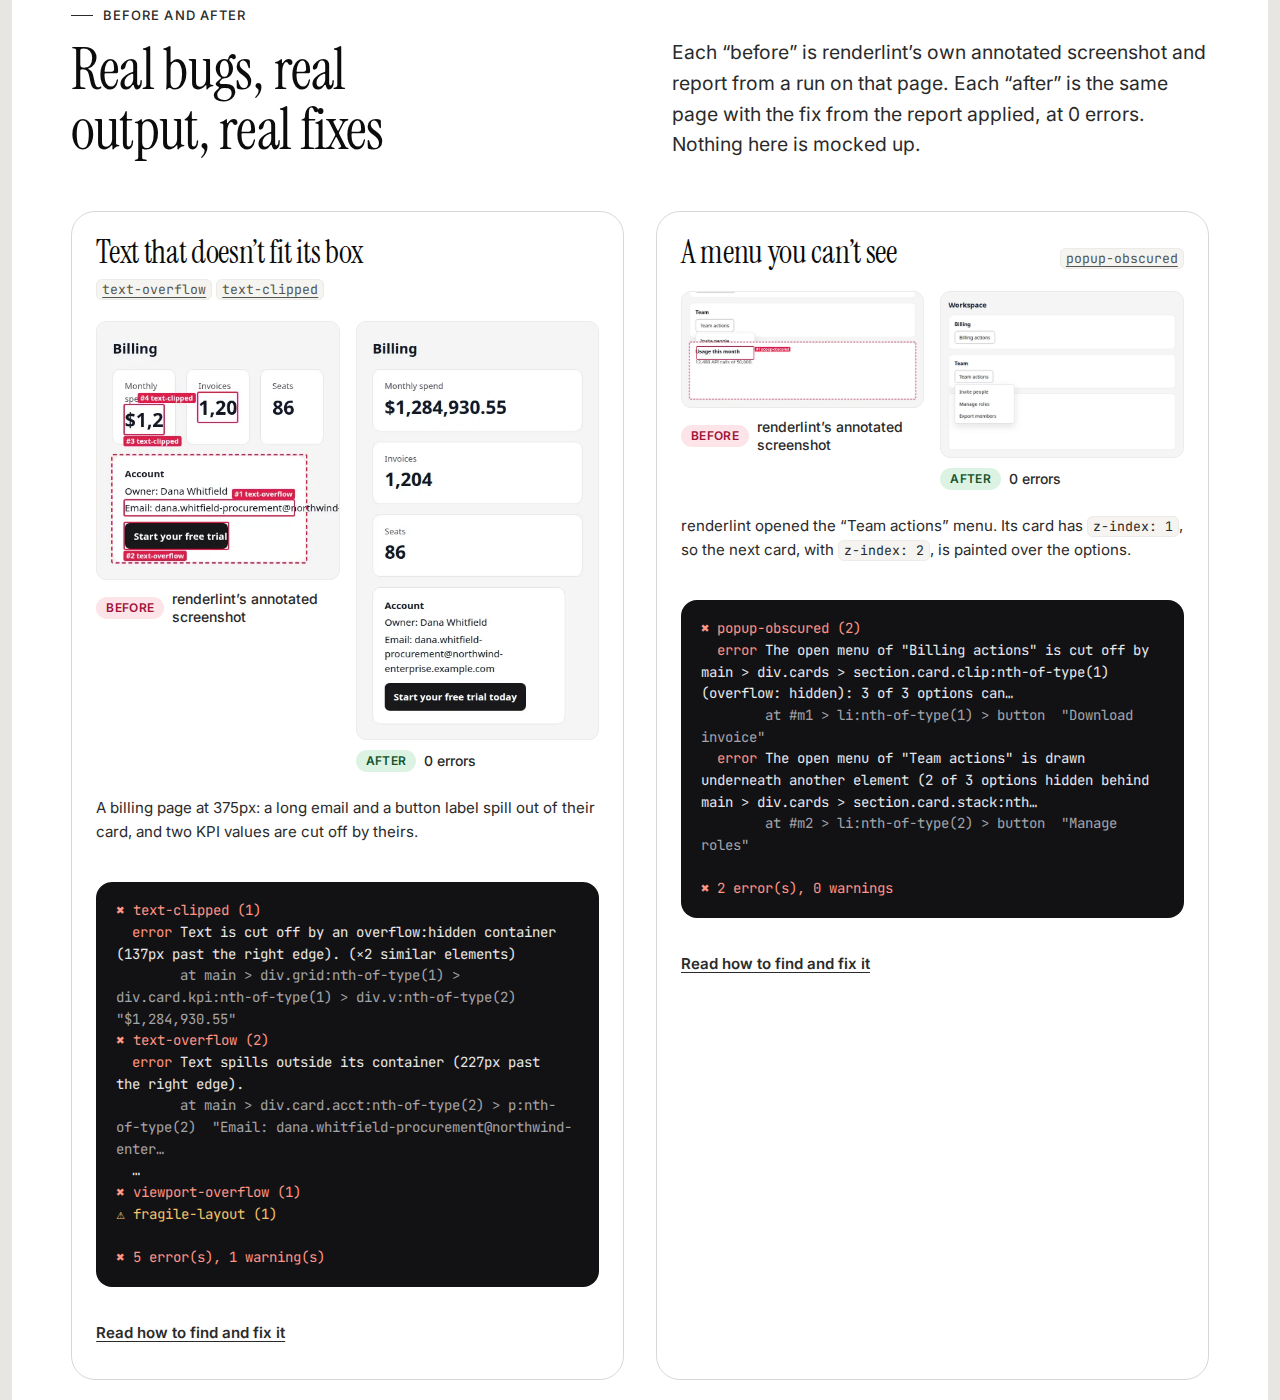 BEFORE AND AFTER
Real bugs, real
output, real fixes
Each “before” is renderlint’s own annotated screenshot and
report from a run on that page. Each “after” is the same
page with the fix from the report applied, at 0 errors.
Nothing here is mocked up.
Text that doesn’t fit its box
text-overflow text-clipped
Billing
Monthly
#4 text-clipped
$1,2
#3 text-clipped
Invoices
1,20
Seats
86
Account
Owner: Dana Whitfield
#1 text-overflow
Email: dana.whitfield-procurement@northwind-
Start your free trial
#2 text-overflow
BEFORE renderlint’s annotated
screenshot
Billing
Monthly spend
$1,284,930.55
Invoices
1,204
Seats
86
Account
Owner: Dana Whitfield
Email: dana.whitfield-
procurement@northwind-
enterprise.example.com
Start your free trial today
AFTER 0 errors
A billing page at 375px: a long email and a button label spill out of their
card, and two KPI values are cut off by theirs.
✖ text-clipped (1)
error Text is cut off by an overflow:hidden container
(137px past the right edge). (×2 similar elements)
at main > div.grid:nth-of-type(1) >
div.card.kpi:nth-of-type(1) > div.v:nth-of-type(2)
"$1,284,930.55"
✖ text-overflow (2)
error Text spills outside its container (227px past
the right edge).
at main > div.card.acct:nth-of-type(2) > p:nth-
of-type(2) "Email: dana.whitfield-procurement@northwind-
enter…
…
✖ viewport-overflow (1)
⚠ fragile-layout (1)
✖ 5 error(s), 1 warning(s)
Read how to find and fix it
A menu you can’t see
popup-obscured
Team
Team actions
Usage this month
#1 popup-obscured
BEFORE renderlint’s annotated
screenshot
Workspace
Billing
Billing actions
Team
Team actions
Invite people
Manage roles
Export members
AFTER 0 errors
renderlint opened the “Team actions” menu. Its card has z-index: 1,
so the next card, with z-index: 2, is painted over the options.
✖ popup-obscured (2)
error The open menu of "Billing actions" is cut off by
main > div.cards > section.card.clip:nth-of-type(1)
(overflow: hidden): 3 of 3 options can…
at #m1 > li:nth-of-type(1) > button "Download
invoice"
error The open menu of "Team actions" is drawn
underneath another element (2 of 3 options hidden behind
main > div.cards > section.card.stack:nth…
at #m2 > li:nth-of-type(2) > button "Manage
roles"
✖ 2 error(s), 0 warnings
Read how to find and fix it